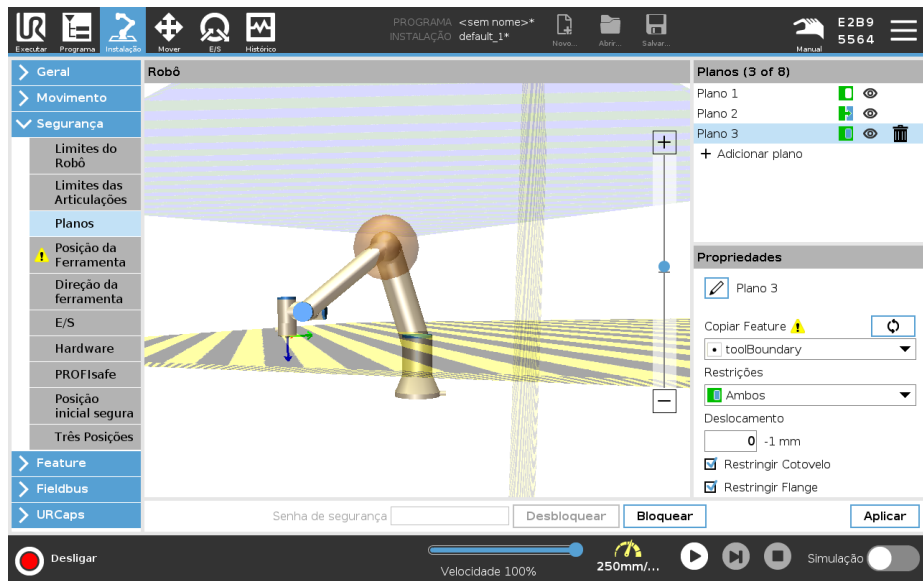 UR
PROGRAMA <sem nome>*
INSTALAÇÃO default_1*
Executar
Programa
Instalação
Mover
E/S
Histórico
Novo...
Abrir...
Salvar...
Manual
E2B9
5564
Geral
Movimento
Segurança
Limites do
Robô
Limites das
Articulações
Planos
Posição da
Ferramenta
Direção da
ferramenta
E/S
Hardware
PROFIsafe
Posição
inicial segura
Três Posições
Feature
Fieldbus
URCaps
Robô
Planos (3 of 8)
Plano 1
Plano 2
Plano 3
+ Adicionar plano
Propriedades
Plano 3
Copiar Feature
toolBoundary
Restrições
Ambos
Deslocamento
0 -1 mm
Restringir Cotovelo
Restringir Flange
Senha de segurança
Desbloquear
Bloquear
Aplicar
Desligar
Velocidade 100%
250mm/...
Simulação